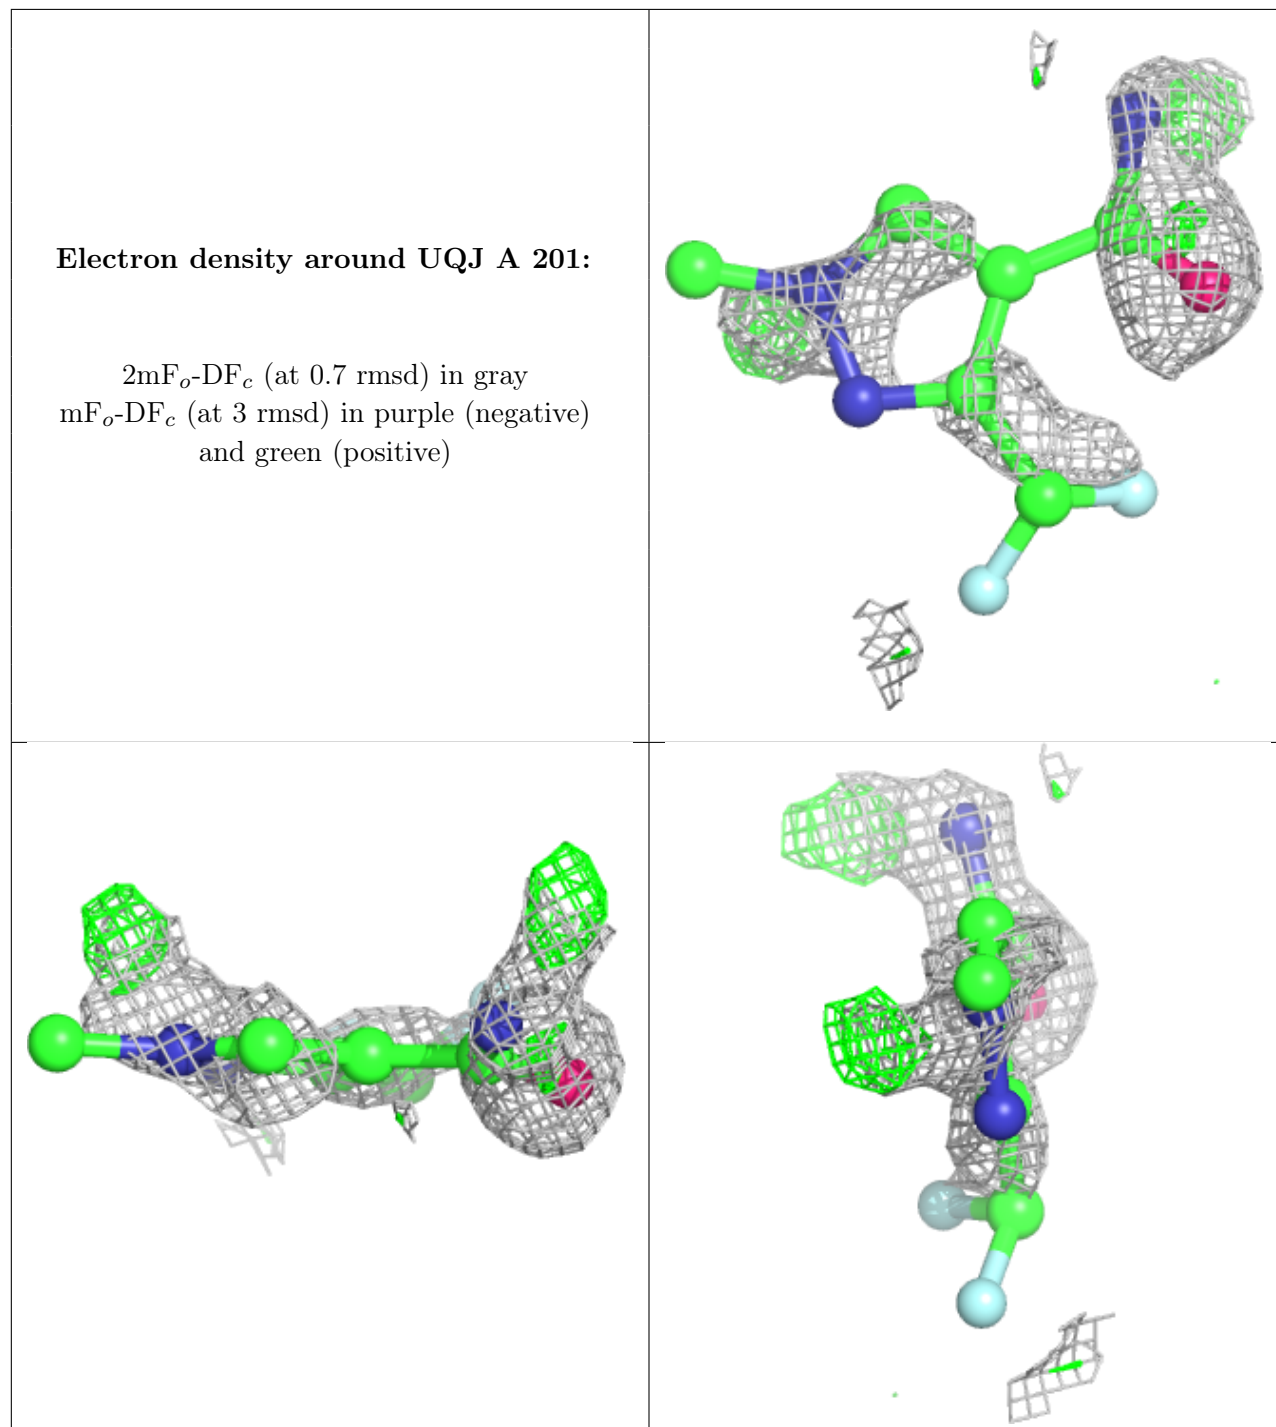 Electron density around UQJ A 201:
2mFo-DFc (at 0.7 rmsd) in gray
mFo-DFc (at 3 rmsd) in purple (negative)
and green (positive)